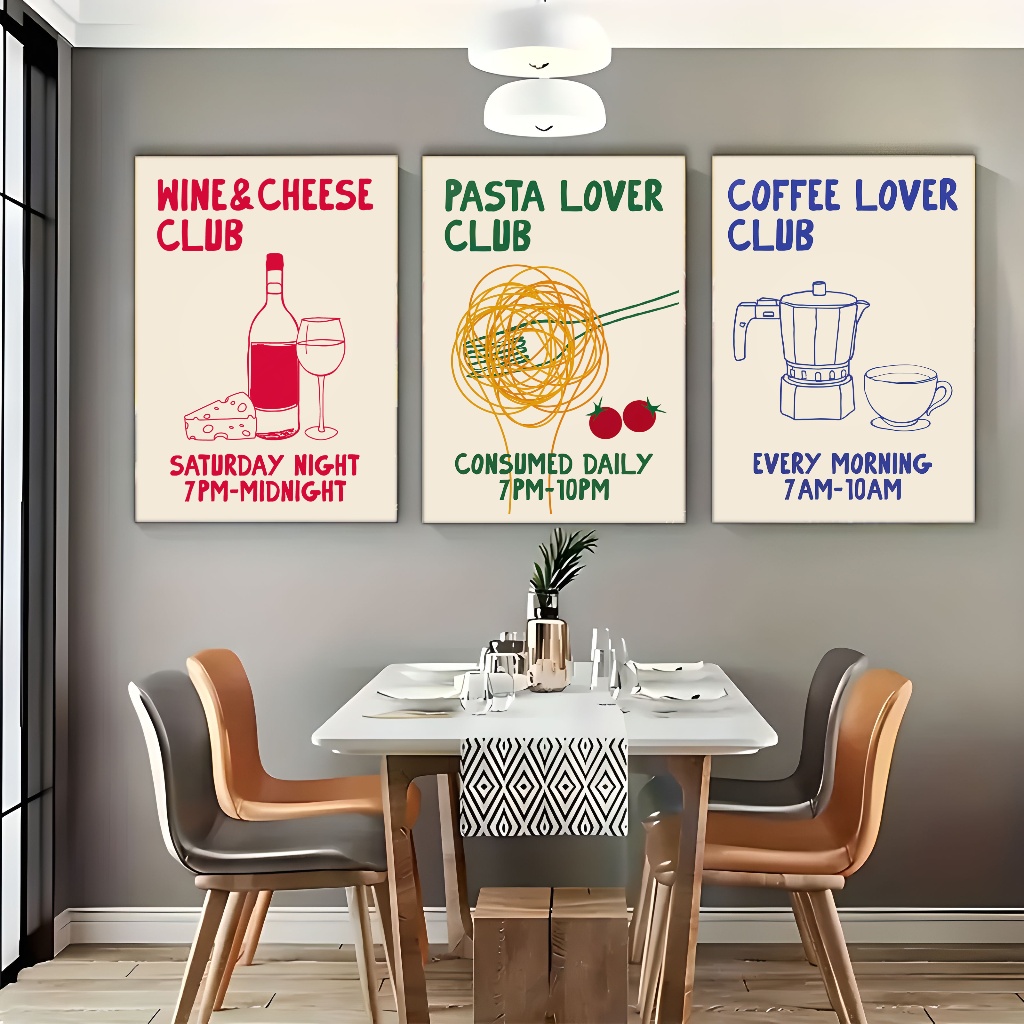 WINE & CHEESE
CLUB
SATURDAY NIGHT
7PM-MIDNIGHT
PASTA LOVER
CLUB
CONSUMED DAILY
7PM-10PM
COFFEE LOVER
CLUB
EVERY MORNING
7AM-10AM